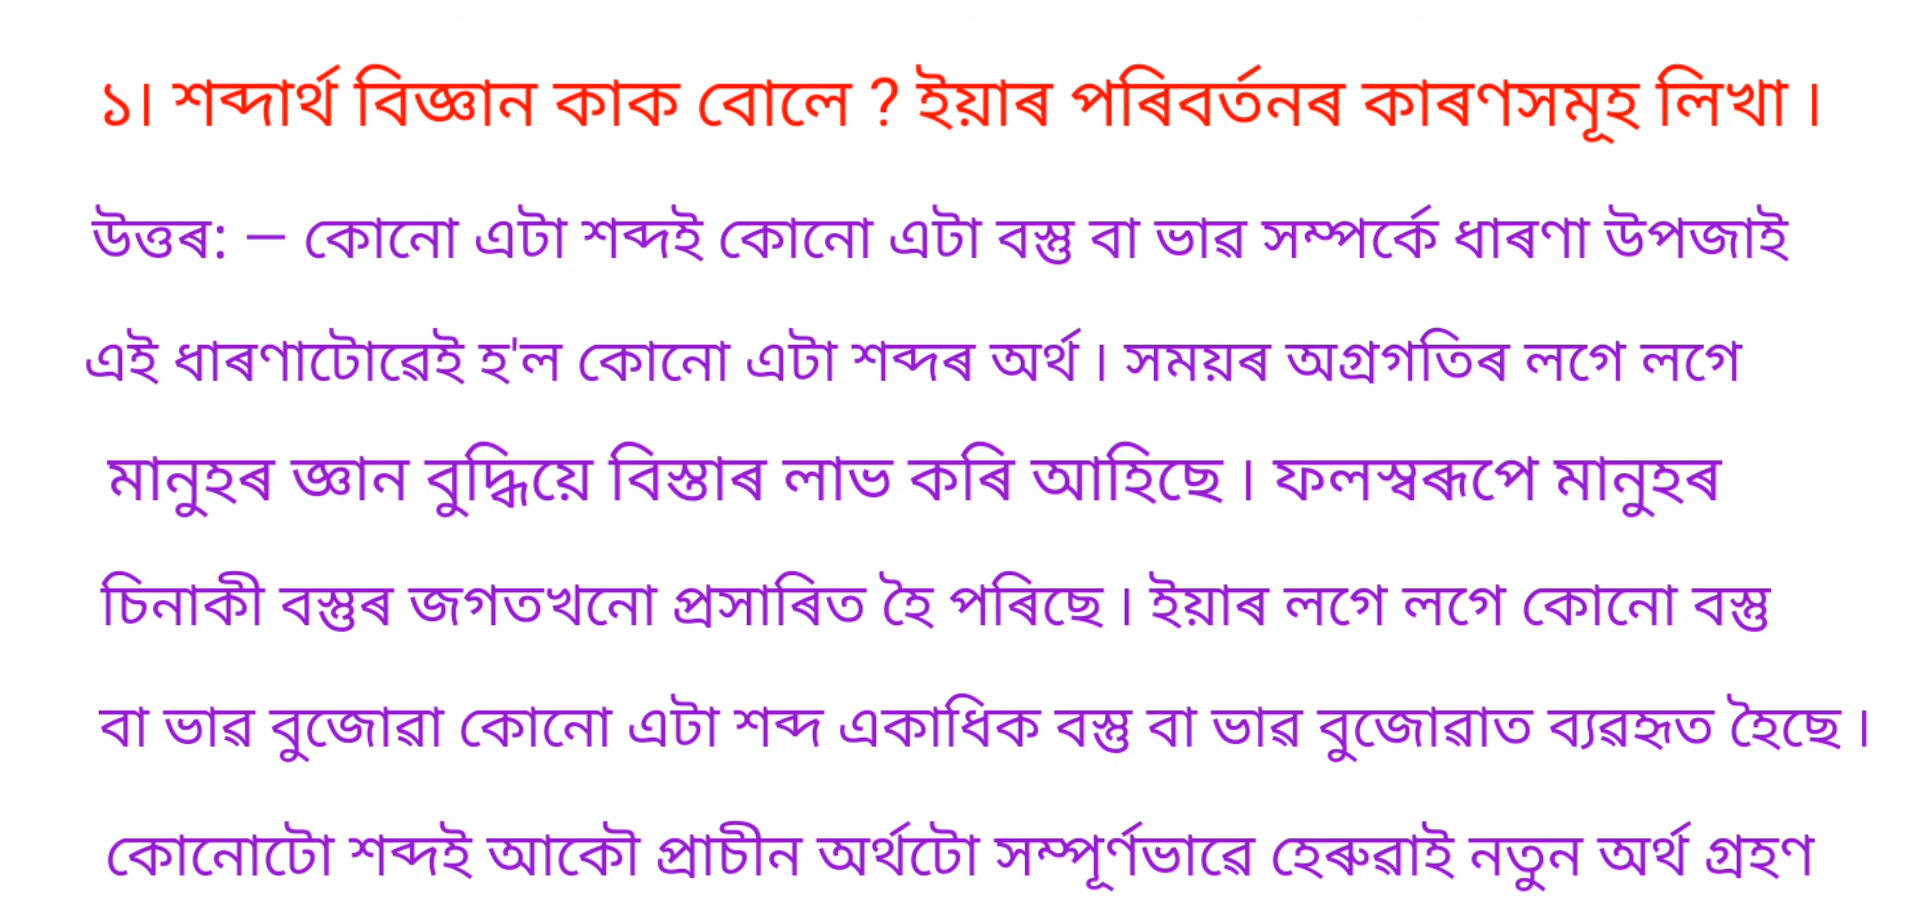 ১। শব্দাৰ্থ বিজ্ঞান কাক বোলে ? ইয়াৰ পৰিবৰ্তনৰ কাৰণসমূহ লিখা ।
উত্তৰ: – কোনো এটা শব্দই কোনো এটা বস্তু বা ভাৱ সম্পৰ্কে ধাৰণা উপজাই
এই ধাৰণাটোৱেই হ'ল কোনো এটা শব্দৰ অৰ্থ । সময়ৰ অগ্ৰগতিৰ লগে লগে
মানুহৰ জ্ঞান বুদ্ধিয়ে বিস্তাৰ লাভ কৰি আহিছে । ফলস্বৰূপে মানুহৰ
চিনাকী বস্তুৰ জগতখনো প্ৰসাৰিত হৈ পৰিছে । ইয়াৰ লগে লগে কোনো বস্তু
বা ভাৱ বুজোৱা কোনো এটা শব্দ একাধিক বস্তু বা ভাৱ বুজোৱাত ব্যৱহৃত হৈছে ।
কোনোটো শব্দই আকৌ প্ৰাচীন অৰ্থটো সম্পূৰ্ণভাৱে হেৰুৱাই নতুন অৰ্থ গ্ৰহণ